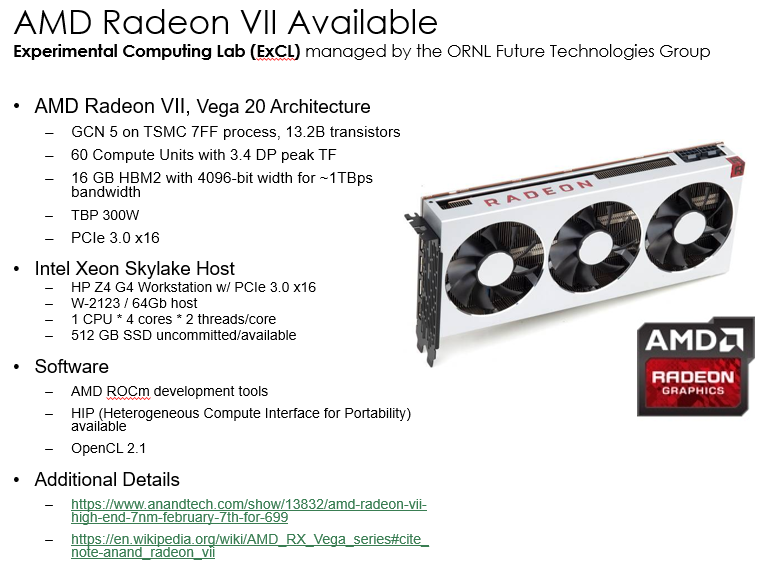 AMD Radeon VII Available
Experimental Computing Lab (ExCL) managed by the ORNL Future Technologies Group
• AMD Radeon VII, Vega 20 Architecture
– GCN 5 on TSMC 7FF process, 13.2B transistors
– 60 Compute Units with 3.4 DP peak TF
– 16 GB HBM2 with 4096-bit width for ~1TBps
bandwidth
– TBP 300W
– PCIe 3.0 x16
• Intel Xeon Skylake Host
– HP Z4 G4 Workstation w/ PCIe 3.0 x16
– W-2123 / 64Gb host
– 1 CPU * 4 cores * 2 threads/core
– 512 GB SSD uncommitted/available
• Software
– AMD ROCm development tools
– HIP (Heterogeneous Compute Interface for Portability)
available
– OpenCL 2.1
• Additional Details
– https://www.anandtech.com/show/13832/amd-radeon-vii-
high-end-7nm-february-7th-for-699
– https://en.wikipedia.org/wiki/AMD_RX_Vega_series#cite_
note-anand_radeon_vii
RADEON
R
AMD
RADEON
GRAPHICS